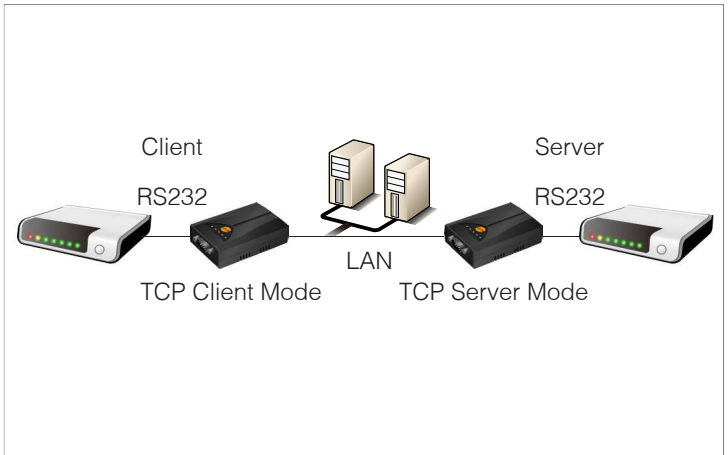 Client
Server
RS232
RS232
LAN
TCP Client Mode
TCP Server Mode